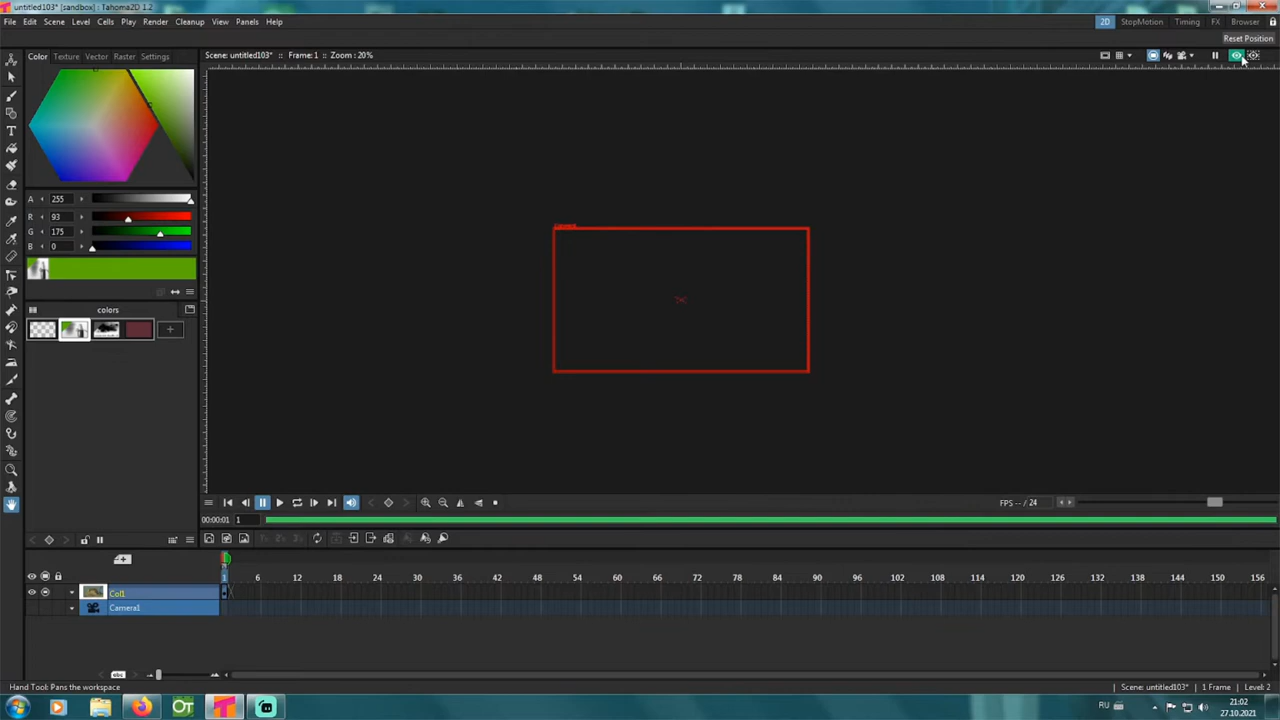 untitled103* [sandbox] : Tahoma2D 1.2
File Edit Scene Level Cells Play Render Cleanup View Panels Help
2D StopMotion Timing FX Browser
Reset Position
Color Texture Vector Raster Settings
Scene: untitled103* :: Frame: 1 :: Zoom : 20%
A 255
R 93
G 175
B 0
colors
FPS -- / 24
00:00:01 1
1 6 12 18 24 30 36 42 48 54 60 66 72 78 84 90 96 102 108 114 120 126 132 138 144 150 156
Col1
Camera1
abc
Hand Tool: Pans the workspace
Scene: untitled103* 1 Frame Level: 2
RU
21:02
27.10.2021